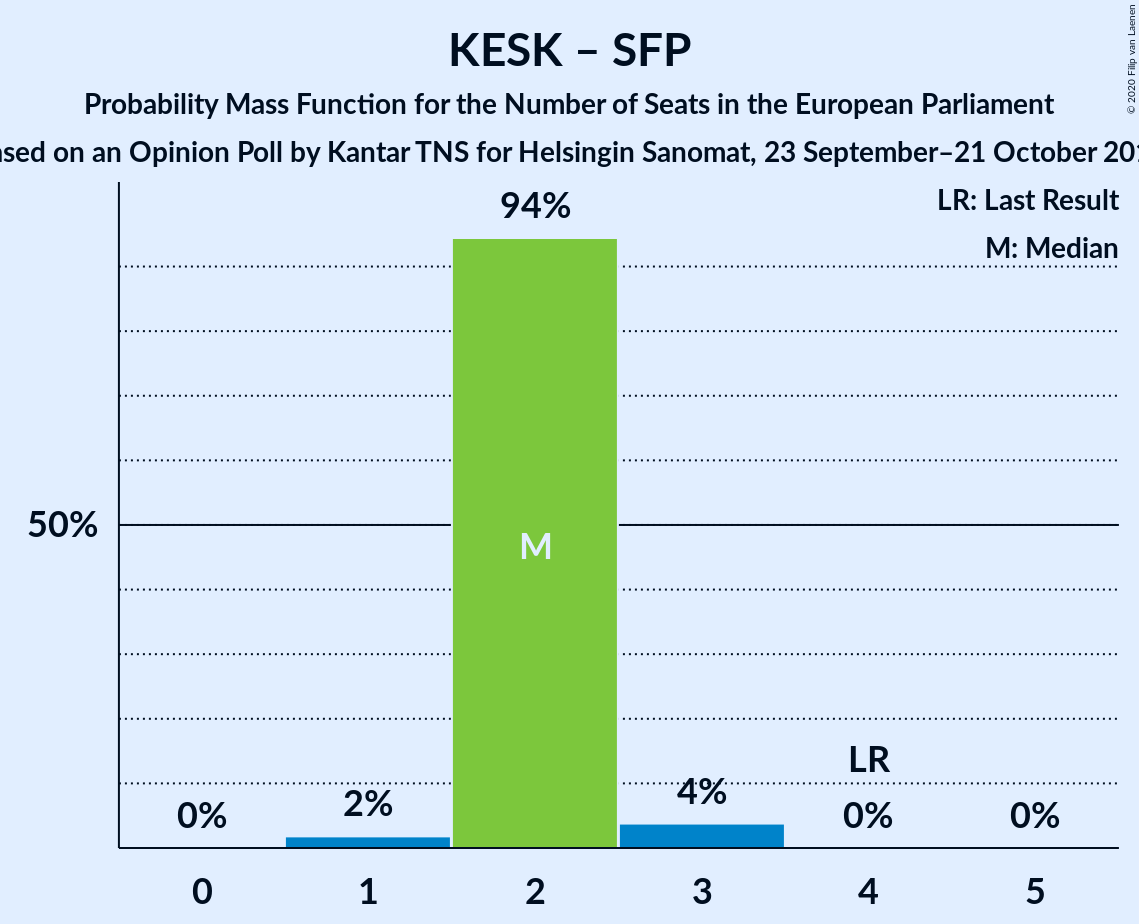 KESK – SFP
Probability Mass Function for the Number of Seats in the European Parliament
on an Opinion Poll by Kantar TNS for Helsingin Sanomat, 23 September–21 October
© 2020 Filip van Laenen
LR: Last Result
M: Median
94%
50%
M
LR
0%
2%
4%
0%
0%
0
1
2
3
4
5